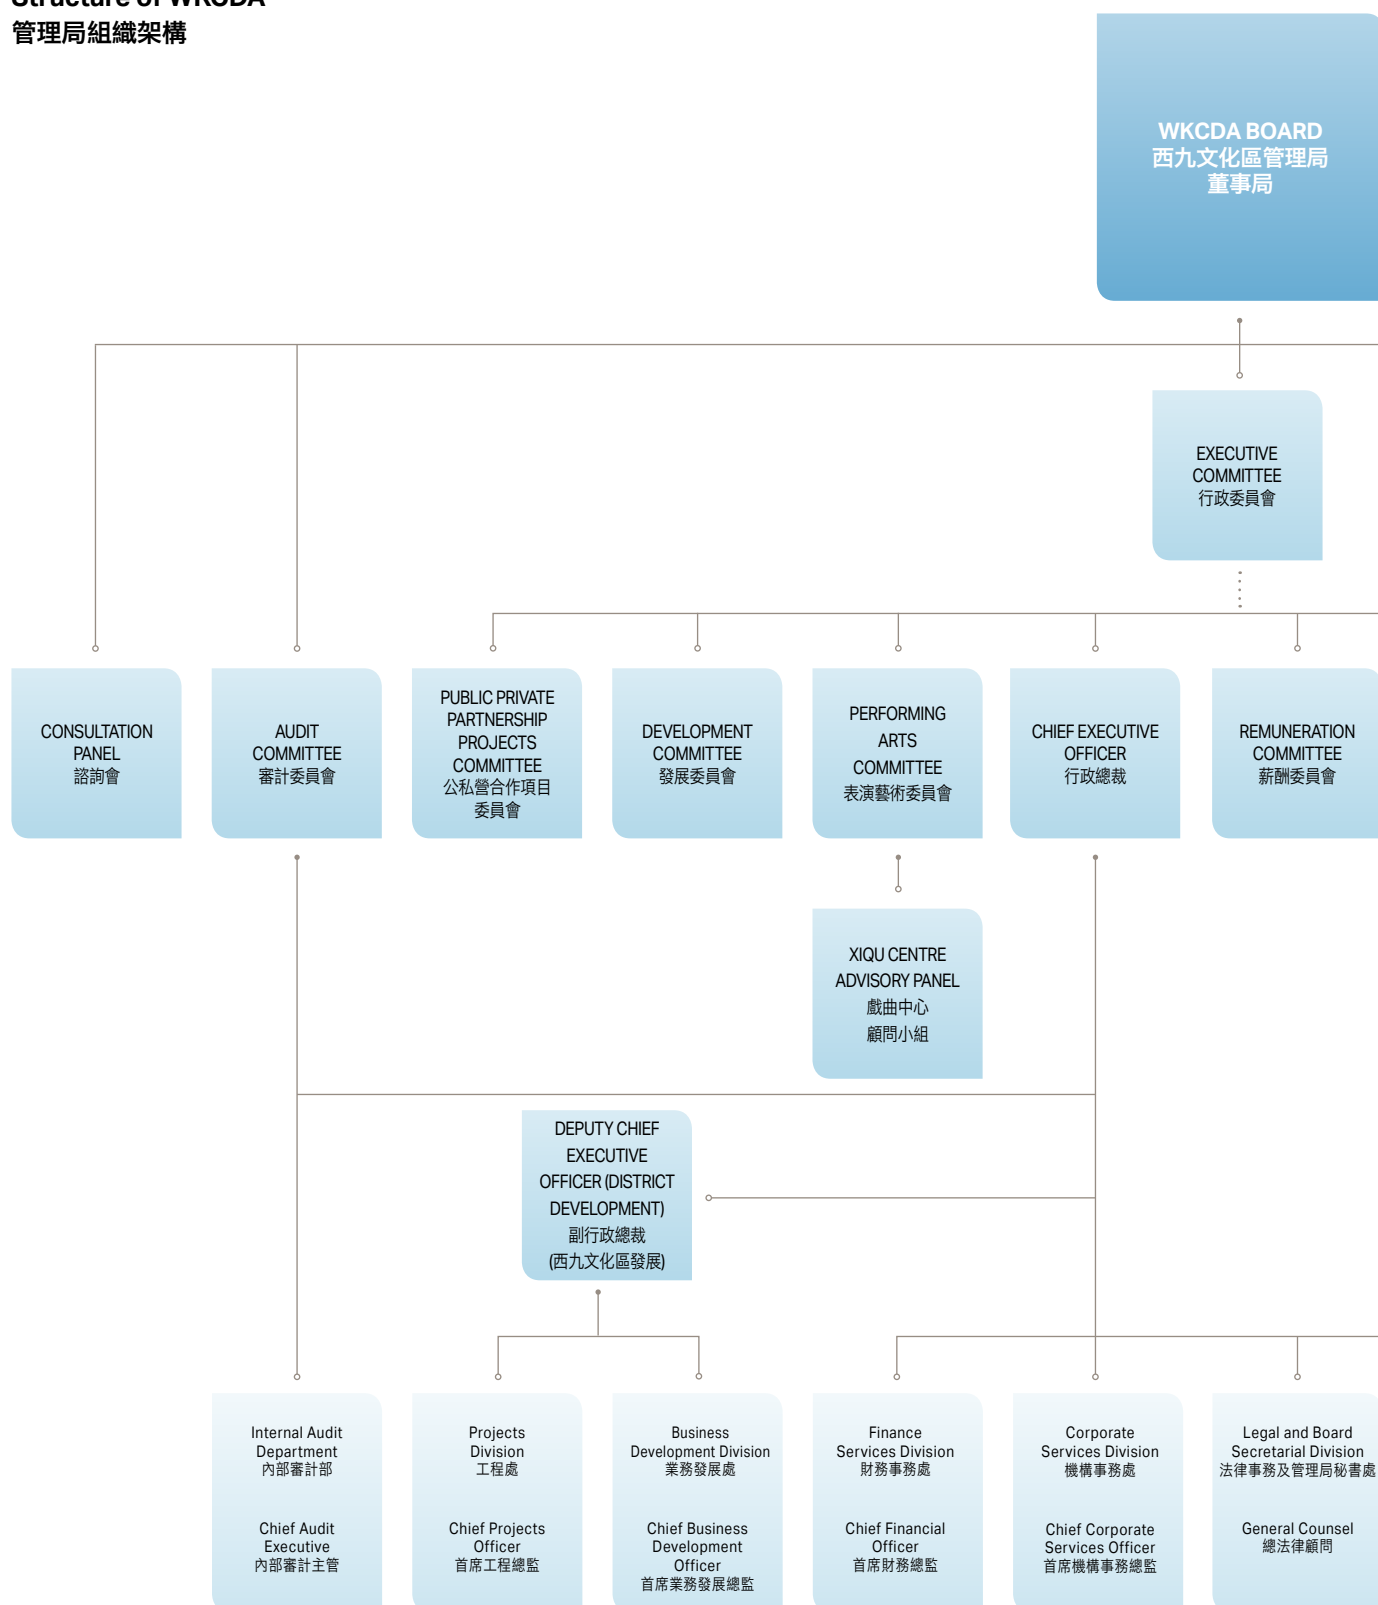 Structure of WKCDA
管理局組織架構
WKCDA BOARD
西九文化區管理局
董事局
EXECUTIVE
COMMITTEE
行政委員會
CONSULTATION
PANEL
諮詢會
AUDIT
COMMITTEE
審計委員會
PUBLIC PRIVATE
PARTNERSHIP
PROJECTS
COMMITTEE
公私營合作項目
委員會
DEVELOPMENT
COMMITTEE
發展委員會
PERFORMING
ARTS
COMMITTEE
表演藝術委員會
CHIEF EXECUTIVE
OFFICER
行政總裁
REMUNERATION
COMMITTEE
薪酬委員會
XIQU CENTRE
ADVISORY PANEL
戲曲中心
顧問小組
DEPUTY CHIEF
EXECUTIVE
OFFICER (DISTRICT
DEVELOPMENT)
副行政總裁
(西九文化區發展)
Internal Audit
Department
內部審計部
Chief Audit
Executive
內部審計主管
Projects
Division
工程處
Chief Projects
Officer
首席工程總監
Business
Development Division
業務發展處
Chief Business
Development
Officer
首席業務發展總監
Finance
Services Division
財務事務處
Chief Financial
Officer
首席財務總監
Corporate
Services Division
機構事務處
Chief Corporate
Services Officer
首席機構事務總監
Legal and Board
Secretarial Division
法律事務及管理局秘書處
General Counsel
總法律顧問